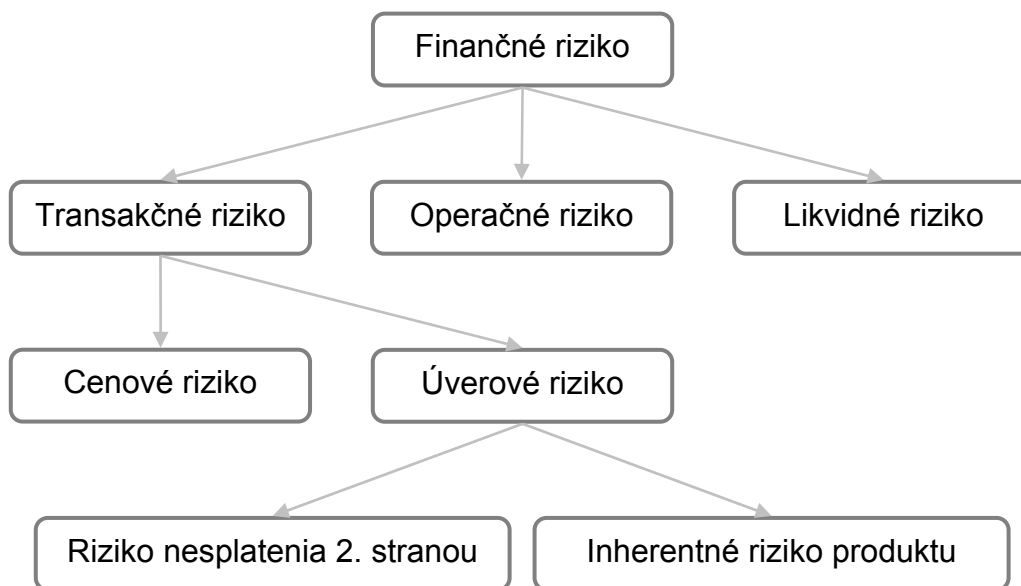 Finančné riziko
Transakčné riziko
Operačné riziko
Likvidné riziko
Cenové riziko
Úverové riziko
Riziko nesplatenia 2. stranou
Inherentné riziko produktu